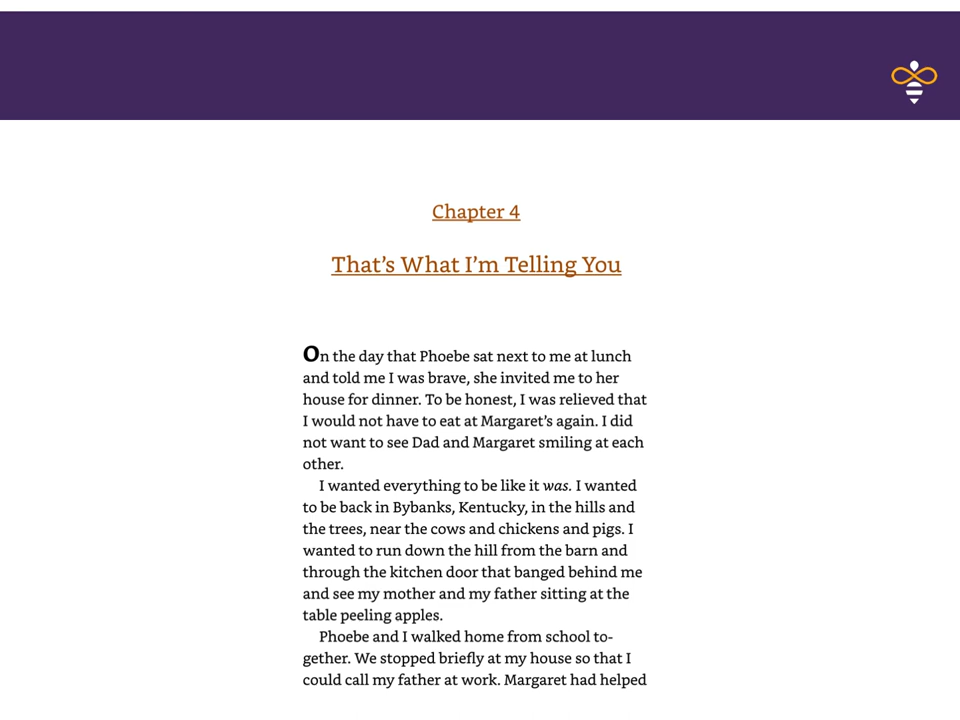 Chapter 4
That’s What I’m Telling You
On the day that Phoebe sat next to me at lunch
and told me I was brave, she invited me to her
house for dinner. To be honest, I was relieved that
I would not have to eat at Margaret’s again. I did
not want to see Dad and Margaret smiling at each
other.
I wanted everything to be like it was. I wanted
to be back in Bybanks, Kentucky, in the hills and
the trees, near the cows and chickens and pigs. I
wanted to run down the hill from the barn and
through the kitchen door that banged behind me
and see my mother and my father sitting at the
table peeling apples.
Phoebe and I walked home from school to-
gether. We stopped briefly at my house so that I
could call my father at work. Margaret had helped